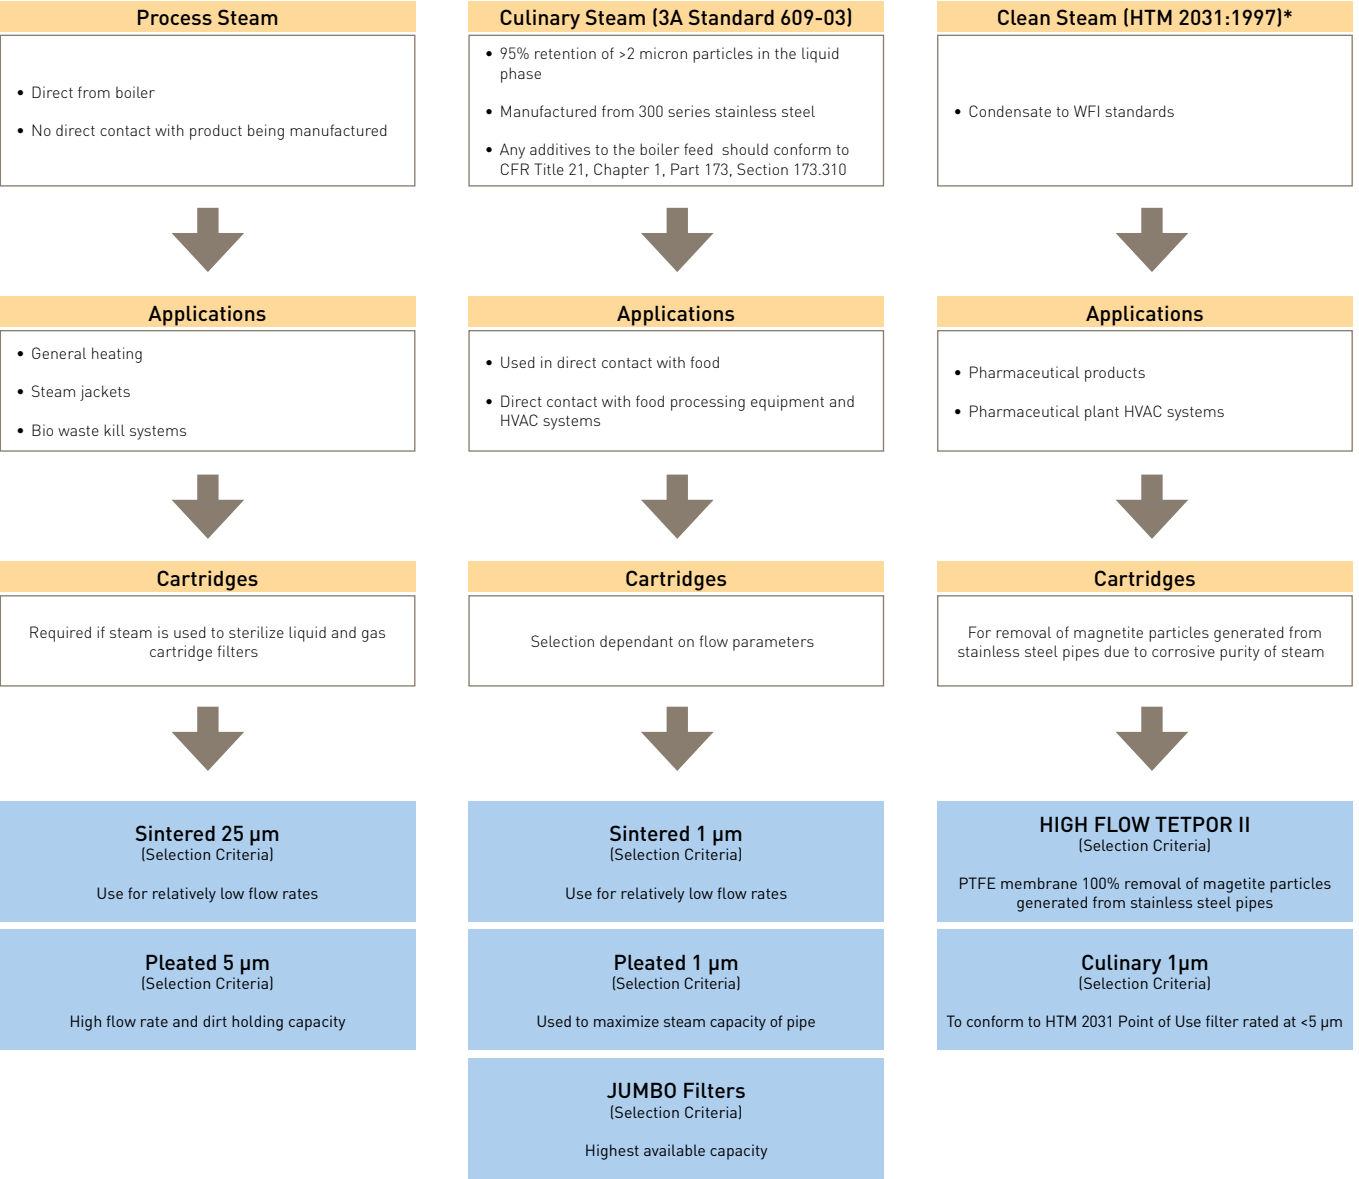 Process Steam
• Direct from boiler
• No direct contact with product being manufactured
Applications
• General heating
• Steam jackets
• Bio waste kill systems
Cartridges
Required if steam is used to sterilize liquid and gas
cartridge filters
Sintered 25 µm
(Selection Criteria)
Use for relatively low flow rates
Pleated 5 µm
(Selection Criteria)
High flow rate and dirt holding capacity
Culinary Steam (3A Standard 609-03)
• 95% retention of >2 micron particles in the liquid
phase
• Manufactured from 300 series stainless steel
• Any additives to the boiler feed should conform to
CFR Title 21, Chapter 1, Part 173, Section 173.310
Applications
• Used in direct contact with food
• Direct contact with food processing equipment and
HVAC systems
Cartridges
Selection dependant on flow parameters
Sintered 1 µm
(Selection Criteria)
Use for relatively low flow rates
Pleated 1 µm
(Selection Criteria)
Used to maximize steam capacity of pipe
JUMBO Filters
(Selection Criteria)
Highest available capacity
Clean Steam (HTM 2031:1997)*
• Condensate to WFI standards
Applications
• Pharmaceutical products
• Pharmaceutical plant HVAC systems
Cartridges
For removal of magnetite particles generated from
stainless steel pipes due to corrosive purity of steam
HIGH FLOW TETPOR II
(Selection Criteria)
PTFE membrane 100% removal of magetite particles
generated from stainless steel pipes
Culinary 1µm
(Selection Criteria)
To conform to HTM 2031 Point of Use filter rated at <5 µm